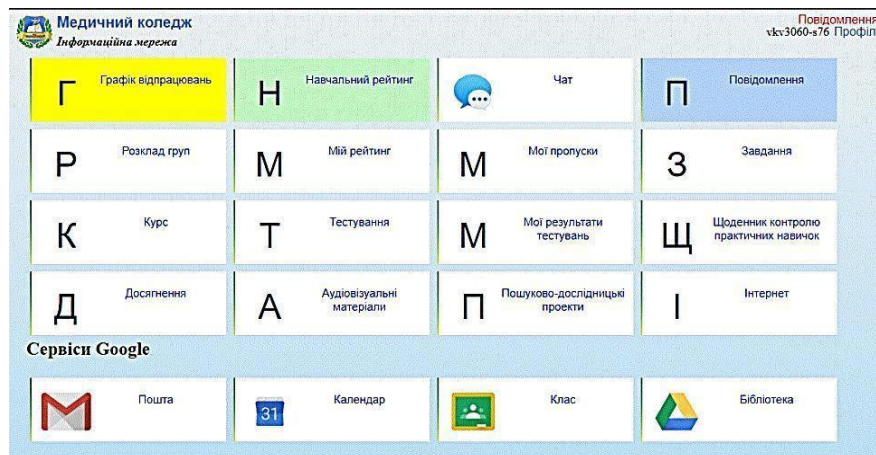 Медичний коледж
Інформаційна мережа
Повідомлення
vkv3060-s76 Профіль
Г Графік відпрацювань
Н Навчальний рейтинг
Чат
П Повідомлення
Р Розклад груп
М Мій рейтинг
М Мої пропуски
З Завдання
К Курс
Т Тестування
М Мої результати
тестувань
Щ Щоденник контролю
практичних навичок
Д Досягнення
А Аудіовізуальні
матеріали
П Пошуково-дослідницькі
проекти
І Інтернет
Сервіси Google
Пошта
31 Календар
Клас
Бібліотека